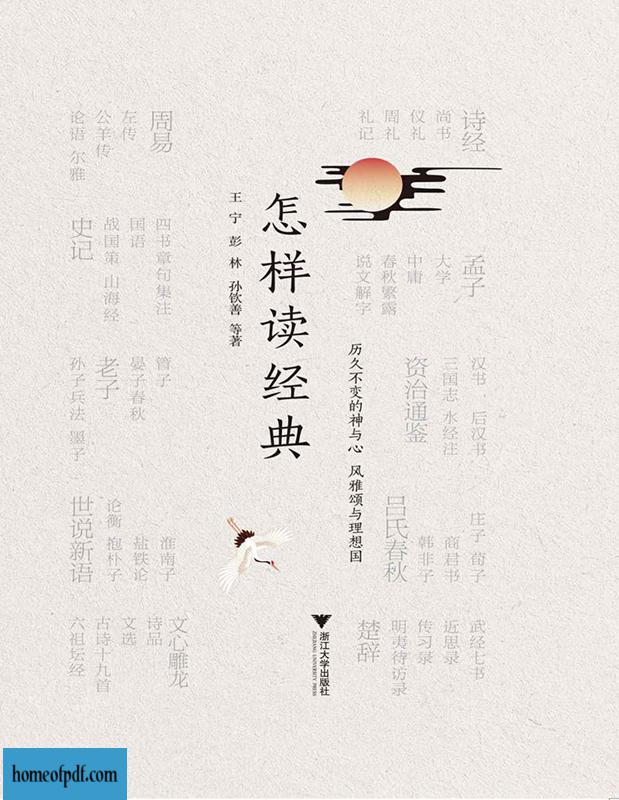 怎样读经典
王宁 彭林 孙钦善 等著
历久不变的神与心 风雅颂与理想国
诗经
尚书
仪礼
周礼
礼记
周易
左传
公羊传
论语 尔雅
孟子
大学
中庸
春秋繁露
说文解字
四书章句集注
国语
战国策 山海经
史记
汉书 后汉书
三国志 水经注
资治通鉴
管子
晏子春秋
老子
孙子兵法 墨子
庄子 荀子
商君书
韩非子
吕氏春秋
淮南子
盐铁论
论衡 抱朴子
世说新语
武经七书
近思录
传习录
明夷待访录
楚辞
文心雕龙
诗品
文选
古诗十九首
六祖坛经
浙江大学出版社
ZHEJIANG UNIVERSITY PRESS
homeofpdf.com